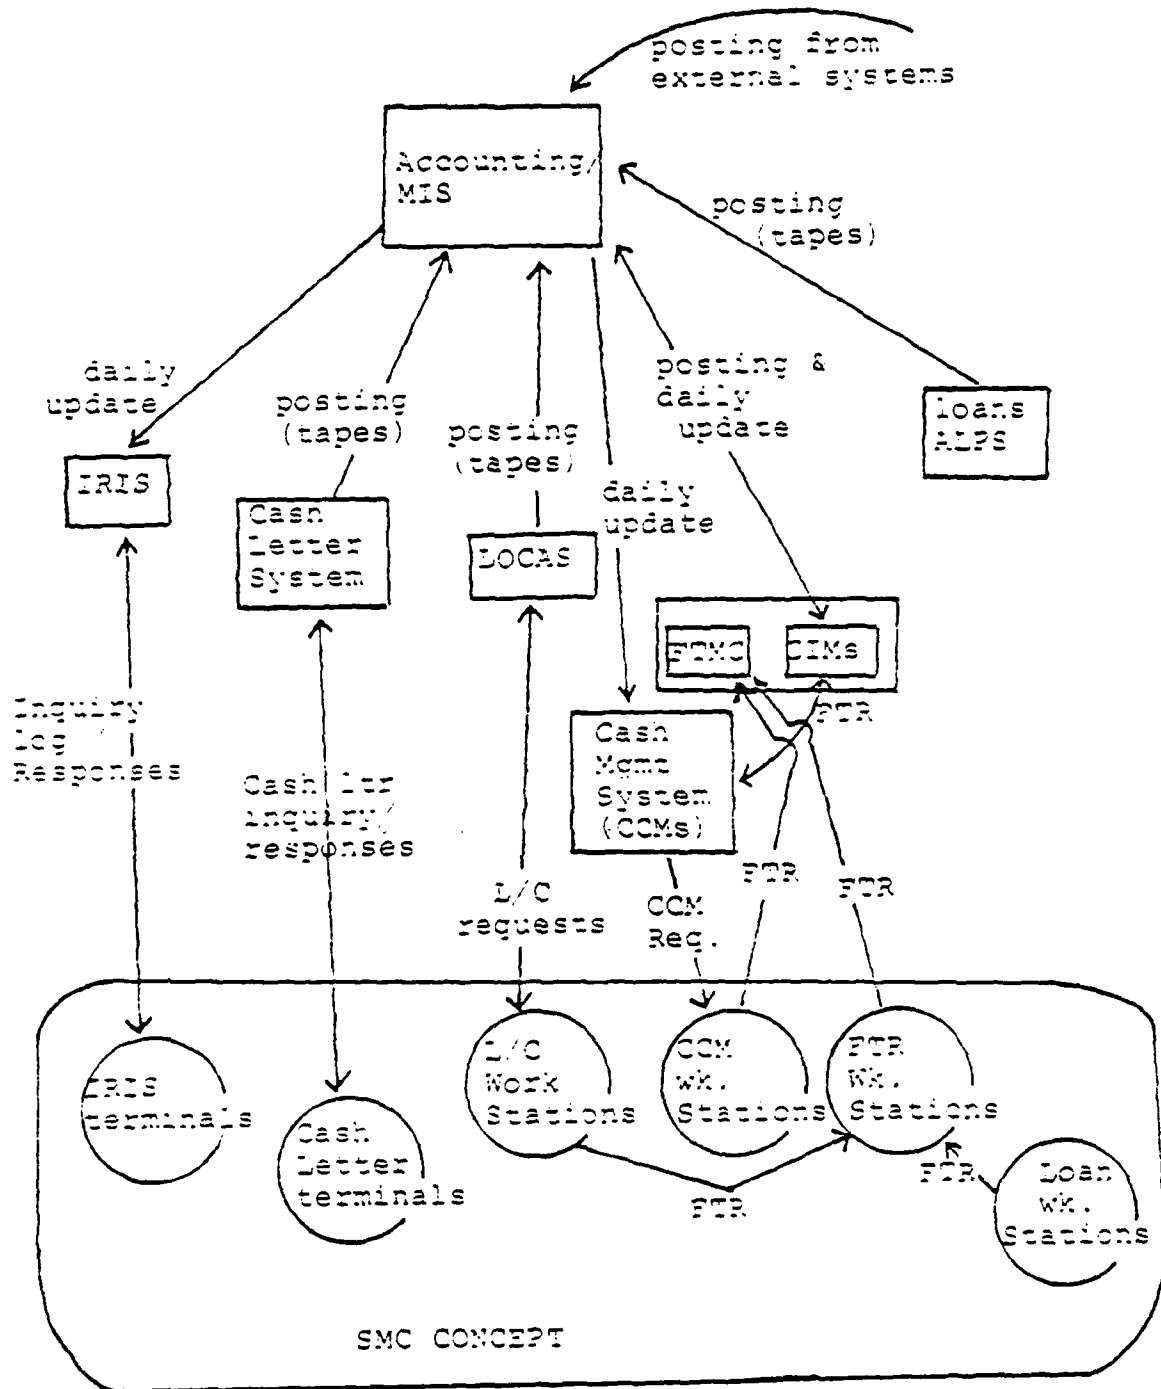 posting from
external systems
Accounting/
MIS
posting
(tapes)
daily
update
posting
(tapes)
posting
(tapes)
posting &
daily
update
loans
ALPS
IRIS
Cash
Letter
System
LOCAS
daily
update
FTMC
CIMs
FTR
Inquiry
log
Responses
Cash
Mgmt
System
(CCMs)
Cash ltr
inquiry/
responses
FTR
FTR
L/C
requests
CCM
Req.
IRIS
terminals
Cash
Letter
terminals
L/C
Work
Stations
CCM
wk.
Stations
FTR
Wk.
Stations
FTR
FTR
Loan
wk.
Stations
SMC CONCEPT